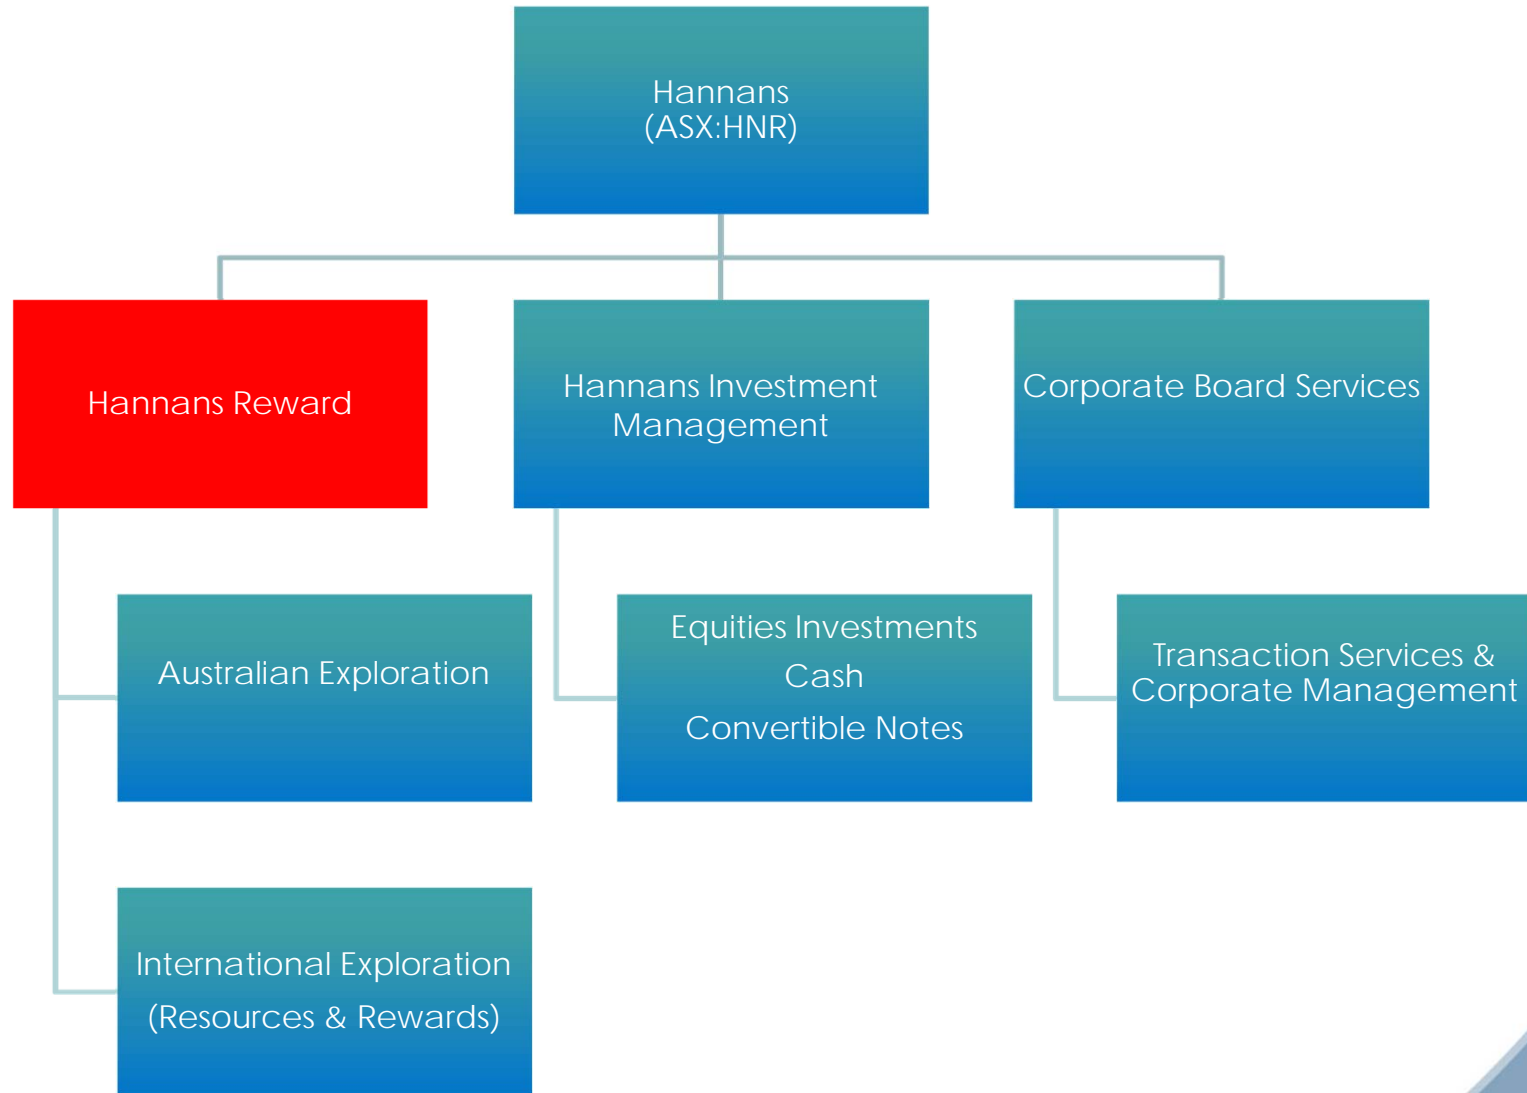 Hannans
(ASX:HNR)
Hannans Reward
Hannans Investment
Management
Corporate Board Services
Australian Exploration
Equities Investments
Cash
Convertible Notes
Transaction Services &
Corporate Management
International Exploration
(Resources & Rewards)